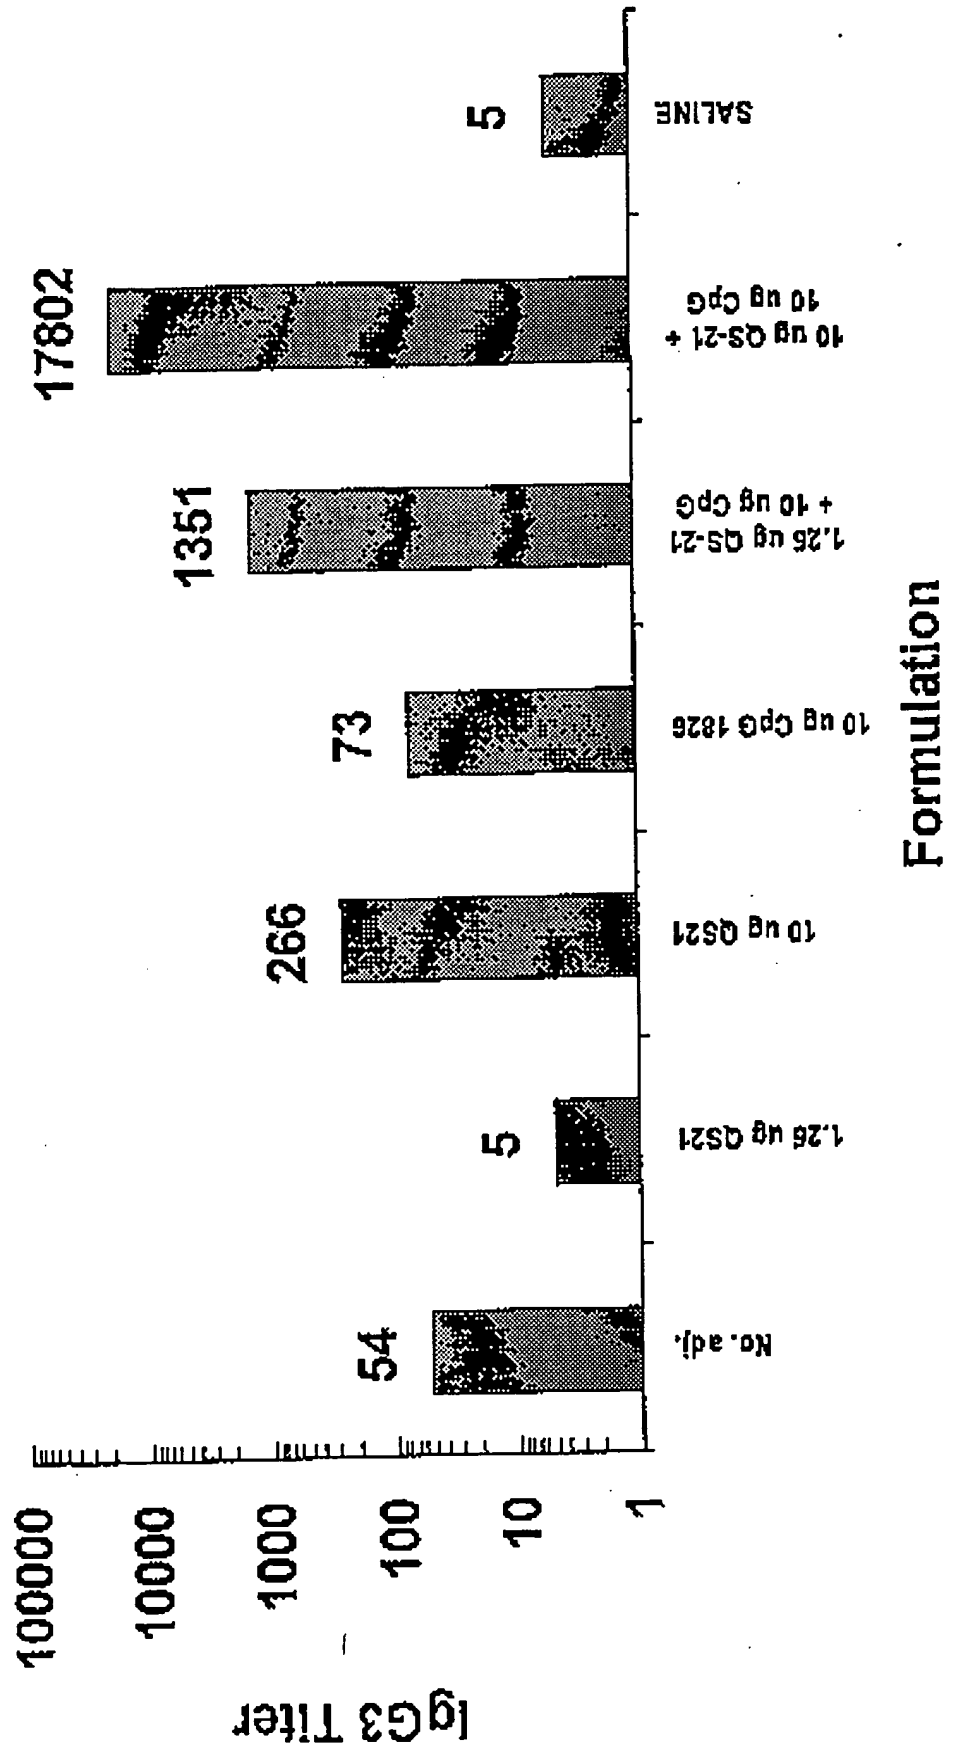 IgG3 Titer
100000
10000
1000
100
10
1
54
5
266
73
1351
17802
5
No. adj.
1.25 ug QS21
10 ug QS21
10 ug CpG 1826
1.25 ug QS-21
+ 10 ug CpG
10 ug QS-21 +
10 ug CpG
SALINE
Formulation